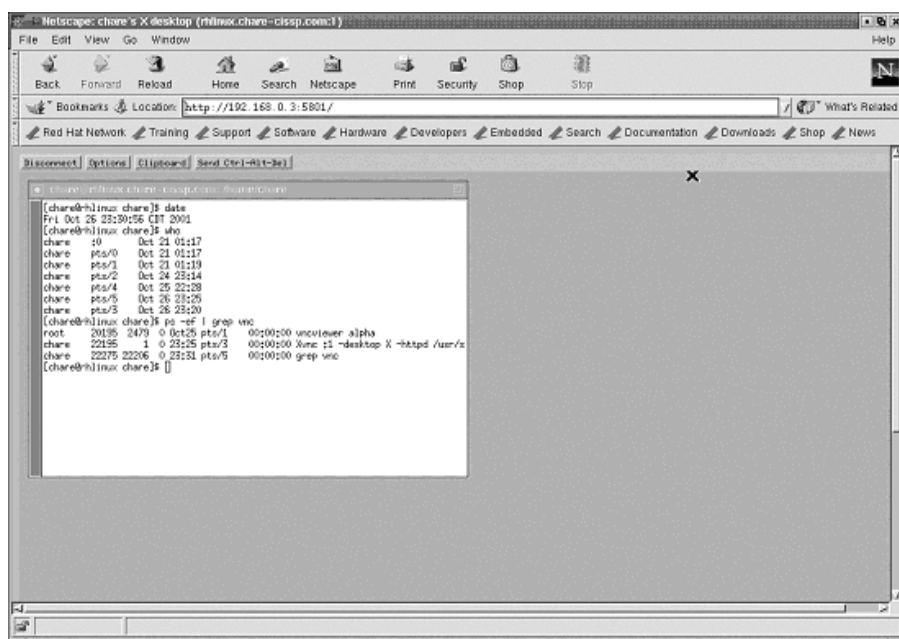 Netscape: chare's X desktop (rhlinux.chare-cissp.com:1)
File Edit View Go Window Help
Back Forward Reload Home Search Netscape Print Security Shop Stop
N
Bookmarks Location: http://192.168.0.3:5801/ What's Related
Red Hat Network Training Support Software Hardware Developers Embedded Search Documentation Downloads Shop News
Disconnect Options Clipboard Send Ctrl-Alt-Del
chare@rhlinux.chare-cissp.com: /home/chare
[chare@rhlinux chare]$ date
Fri Oct 26 23:30:56 CDT 2001
[chare@rhlinux chare]$ who
chare :0 Oct 21 01:17
chare pts/0 Oct 21 01:17
chare pts/1 Oct 21 01:19
chare pts/2 Oct 24 23:14
chare pts/4 Oct 25 22:28
chare pts/5 Oct 26 23:25
chare pts/3 Oct 26 23:20
[chare@rhlinux chare]$ ps -ef | grep vnc
root 20195 2479 0 Oct25 pts/1 00:00:00 vncviewer alpha
chare 22195 1 0 23:25 pts/3 00:00:00 Xvnc :1 -desktop X -httpd /usr/s
chare 22275 22206 0 23:31 pts/5 00:00:00 grep vnc
[chare@rhlinux chare]$